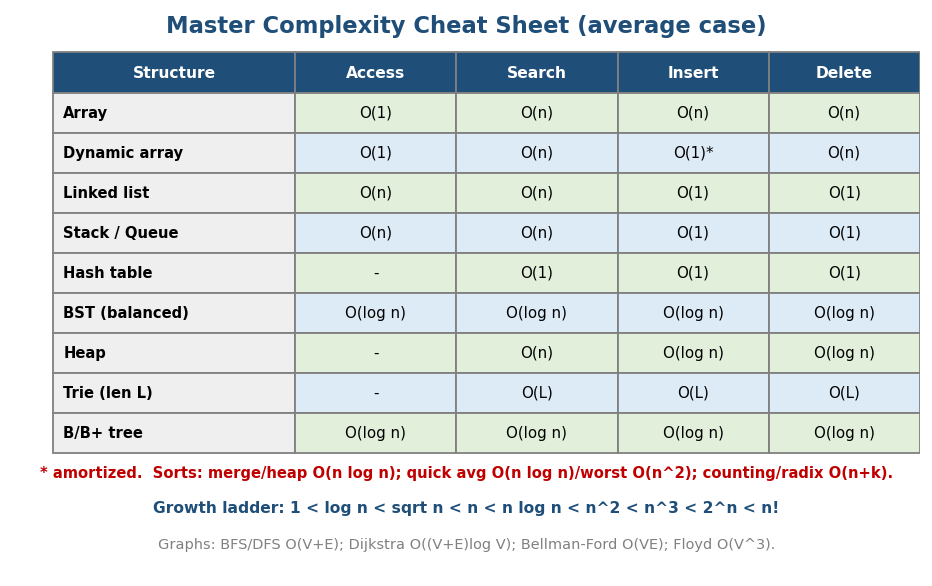 Master Complexity Cheat Sheet (average case)
Structure Access Search Insert Delete
Array O(1) O(n) O(n) O(n)
Dynamic array O(1) O(n) O(1)* O(n)
Linked list O(n) O(n) O(1) O(1)
Stack / Queue O(n) O(n) O(1) O(1)
Hash table - O(1) O(1) O(1)
BST (balanced) O(log n) O(log n) O(log n) O(log n)
Heap - O(n) O(log n) O(log n)
Trie (len L) - O(L) O(L) O(L)
B/B+ tree O(log n) O(log n) O(log n) O(log n)
* amortized.  Sorts: merge/heap O(n log n); quick avg O(n log n)/worst O(n^2); counting/radix O(n+k).
Growth ladder: 1 < log n < sqrt n < n < n log n < n^2 < n^3 < 2^n < n!
Graphs: BFS/DFS O(V+E); Dijkstra O((V+E)log V); Bellman-Ford O(VE); Floyd O(V^3).